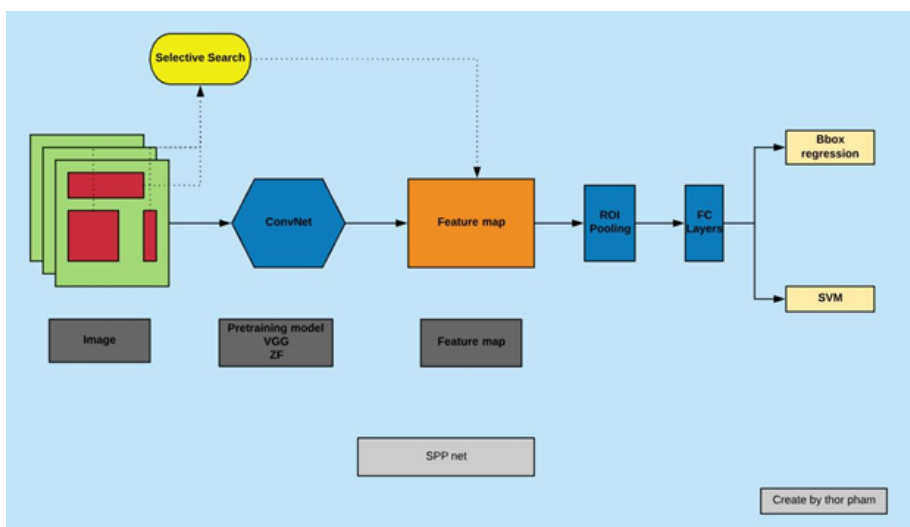 Selective Search
ConvNet
Feature map
ROI
Pooling
FC
Layers
Bbox
regression
SVM
Image
Pretraining model
VGG
ZF
Feature map
SPP net
Create by thor pham